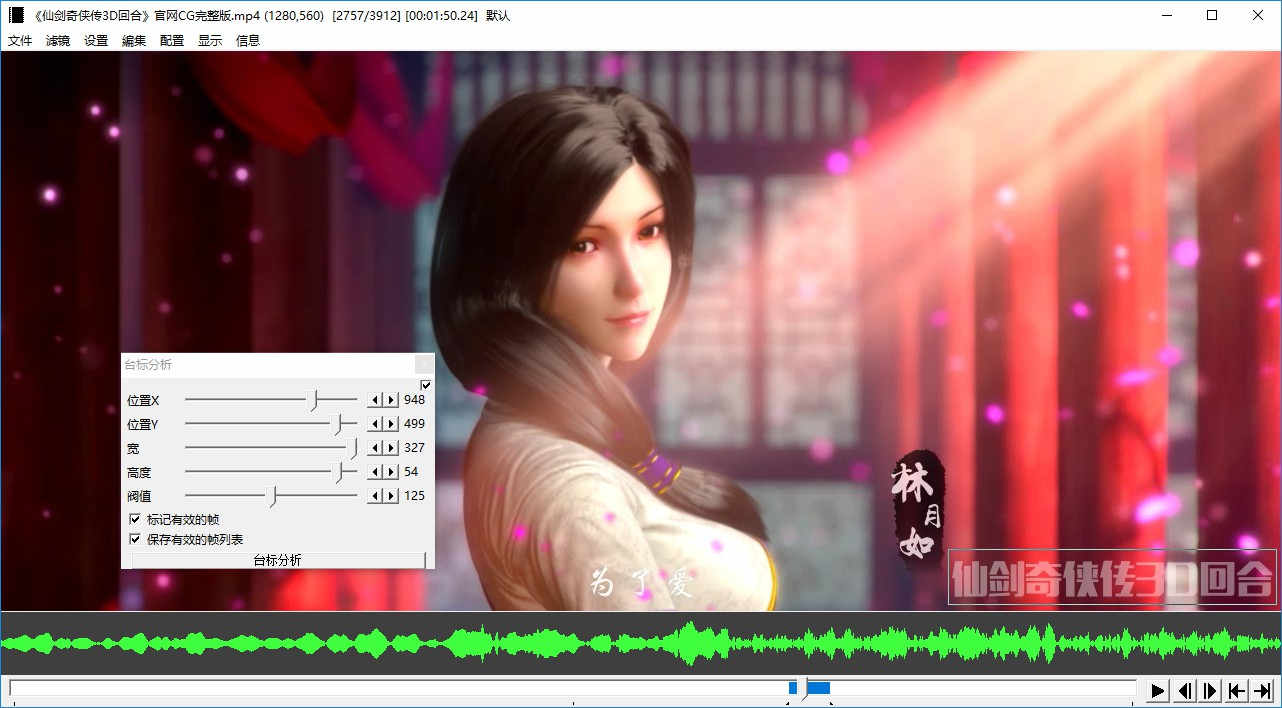 《仙剑奇侠传3D回合》官网CG完整版.mp4 (1280,560) [2757/3912] [00:01:50.24] 默认
文件 滤镜 设置 編集 配置 显示 信息
台标分析
位置X 948
位置Y 499
宽 327
高度 54
阀值 125
标记有效的帧
保存有效的帧列表
台标分析
林月如
为了爱
仙剑奇侠传3D回合